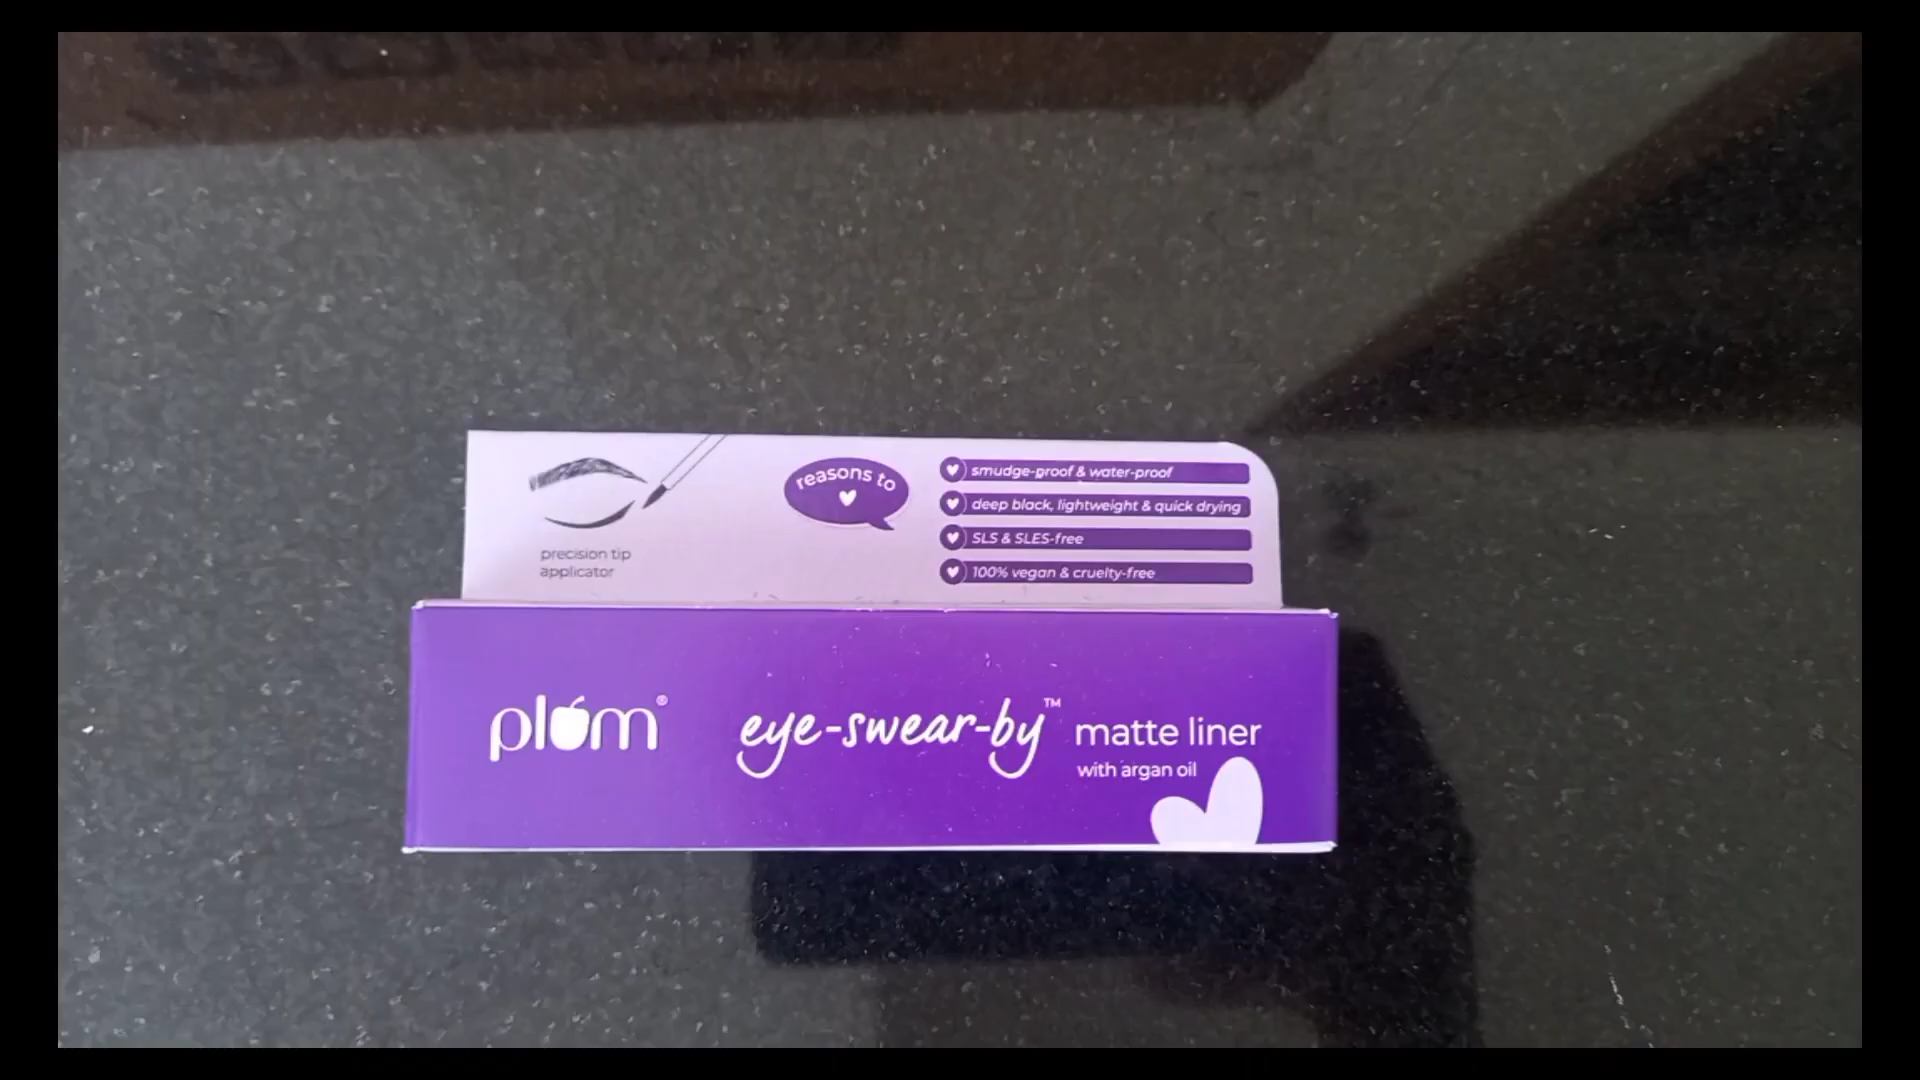 precision tip
applicator
reasons to
smudge-proof & water-proof
deep black, lightweight & quick drying
SLS & SLES-free
100% vegan & cruelty-free
plum®
eye-swear-by™ matte liner
with argan oil